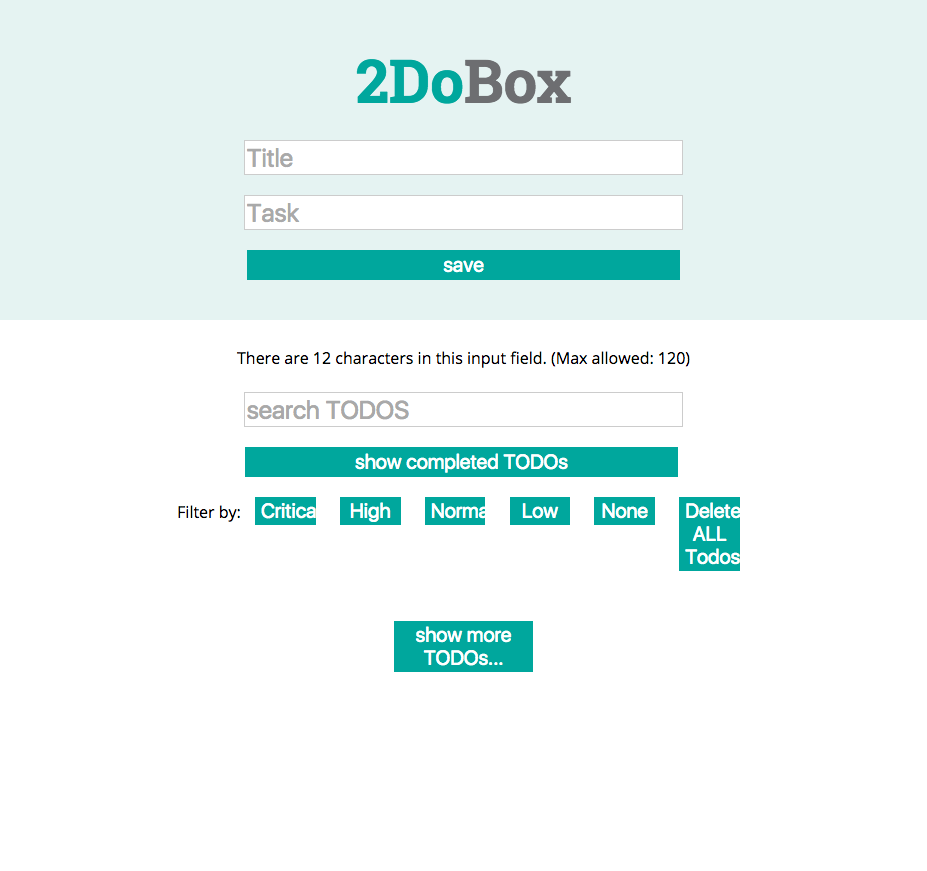 2DoBox
Title
Task
save
There are 12 characters in this input field. (Max allowed: 120)
search TODOS
show completed TODOs
Filter by: Critica High Norma Low None Delete
ALL
Todos
show more
TODOs...